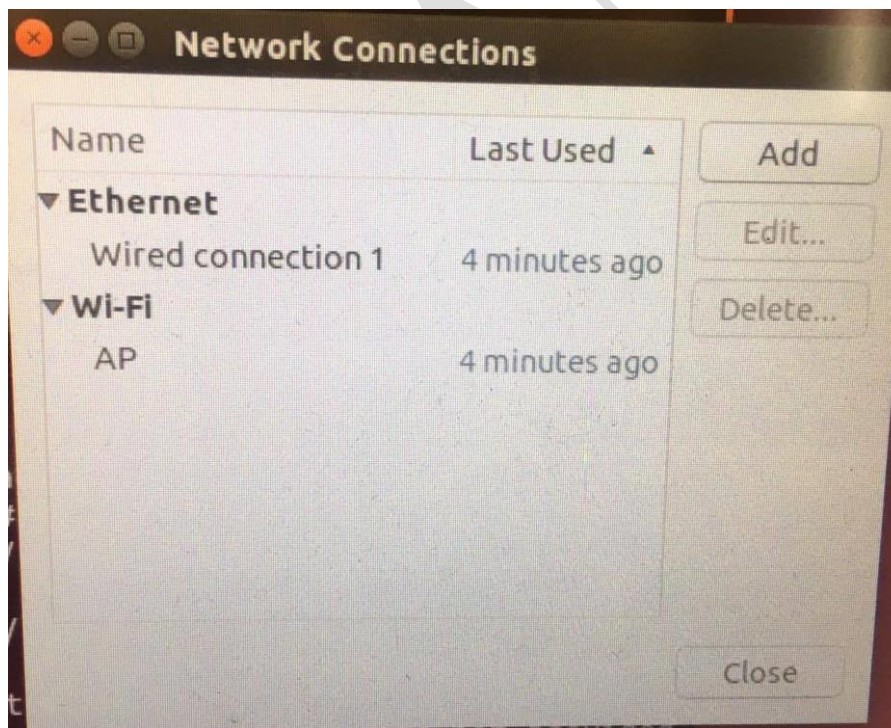 Network Connections
Name Last Used Add
Ethernet
Edit...
Wired connection 1 4 minutes ago
Wi-Fi
Delete...
AP 4 minutes ago
Close